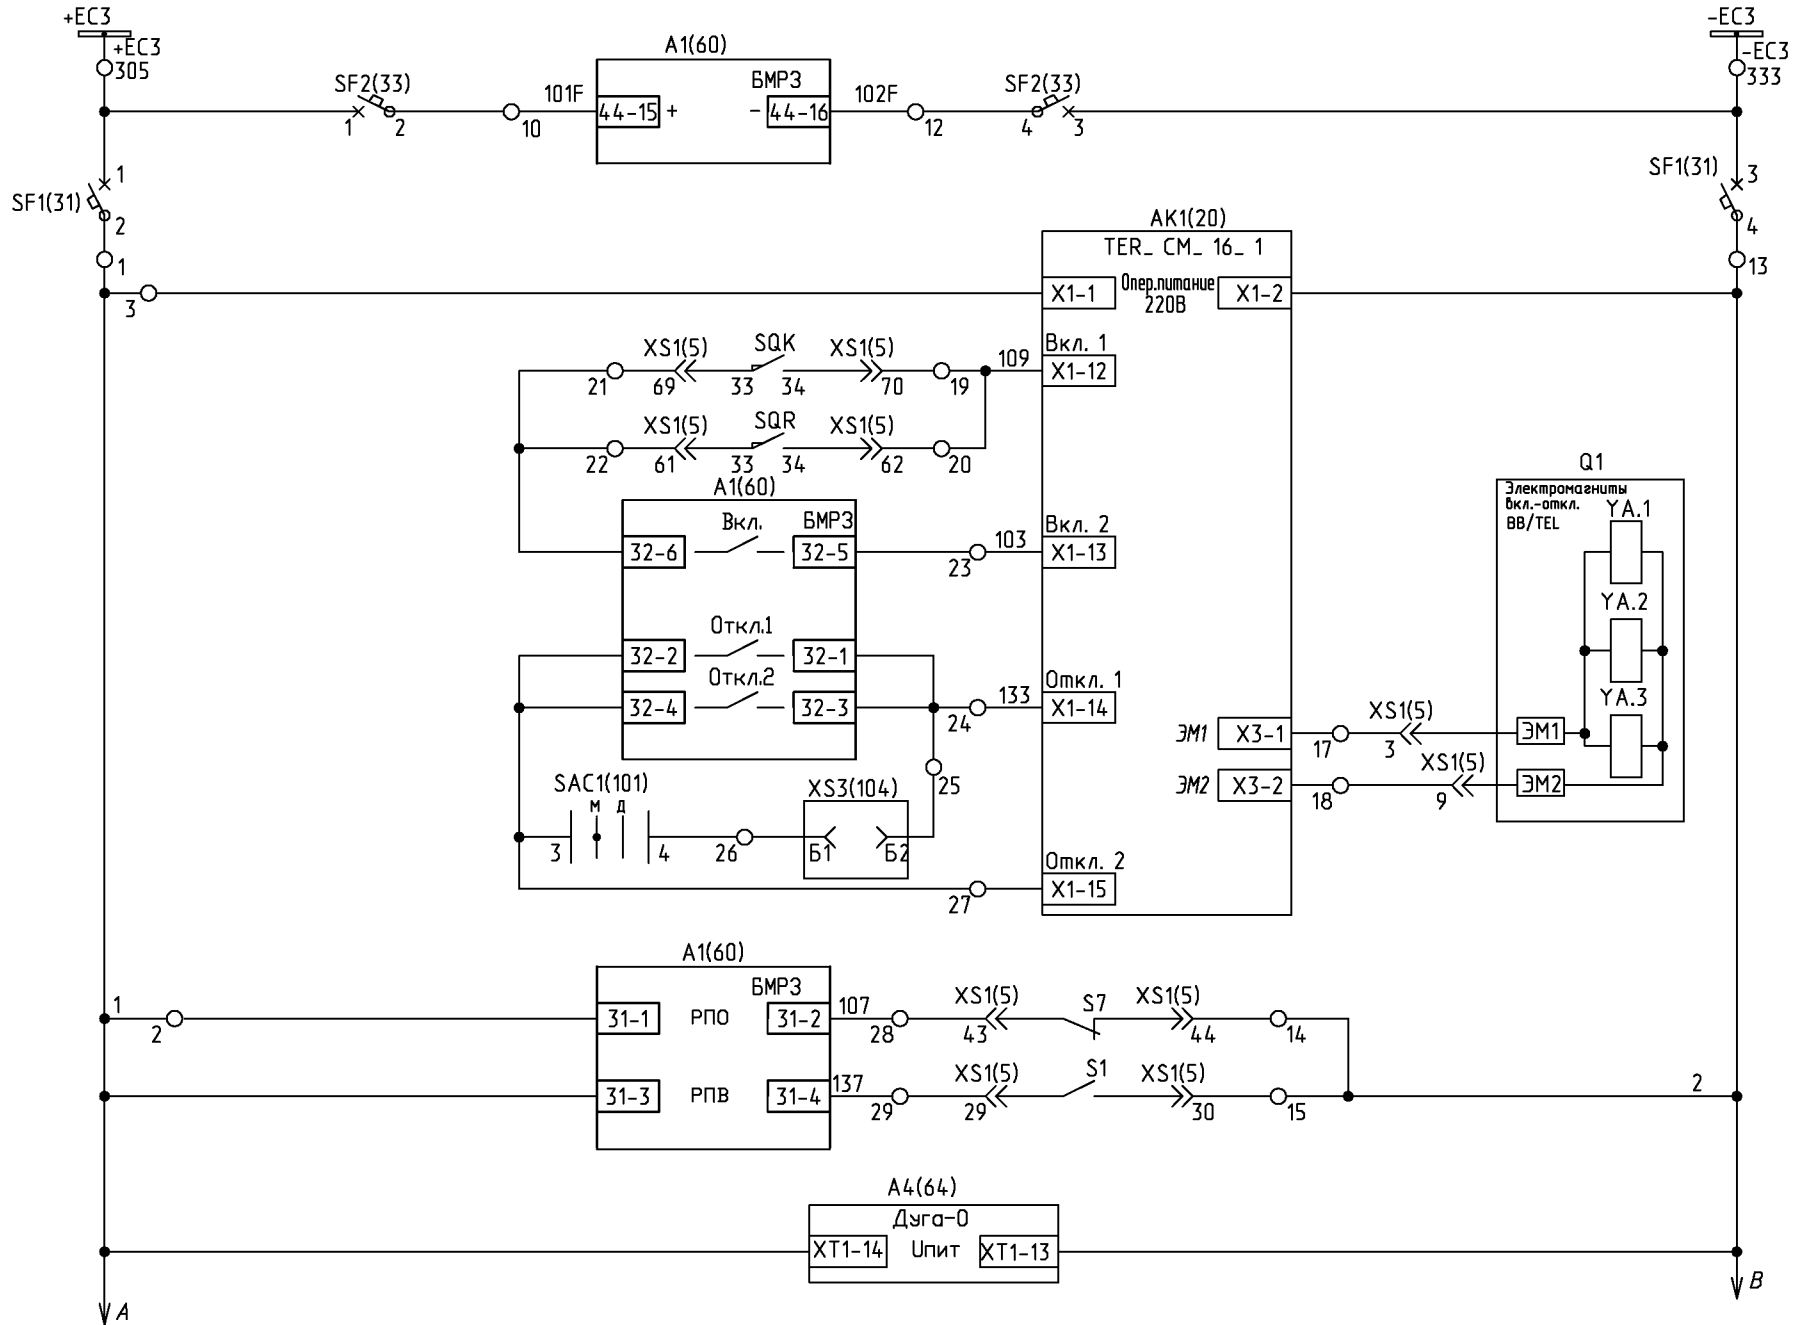 +EC3
+EC3
305
-EC3
-EC3
333
A1(60)
БМРЗ
SF2(33)
1
2
10
101F
44-15
+
-
44-16
102F
12
SF2(33)
4
3
SF1(31)
1
2
1
SF1(31)
3
4
13
AK1(20)
TER_ CM_ 16_ 1
3
X1-1
Опер.питание
220В
X1-2
XS1(5)
SQK
XS1(5)
21
69
33
34
70
19
109
Вкл. 1
X1-12
XS1(5)
SQR
XS1(5)
22
61
33
34
62
20
A1(60)
Вкл.
БМРЗ
32-6
32-5
23
103
Вкл. 2
X1-13
Откл.1
32-2
32-1
Откл.2
32-4
32-3
24
133
Откл. 1
X1-14
25
SAC1(101)
М Д
3
4
26
XS3(104)
Б1
Б2
27
Откл. 2
X1-15
ЭМ1
X3-1
17
XS1(5)
3
ЭМ2
X3-2
18
XS1(5)
9
Q1
Электромагниты
вкл.-откл.
BB/TEL
YA.1
YA.2
YA.3
ЭМ1
ЭМ2
A1(60)
БМРЗ
1
2
31-1
РПО
31-2
107
28
XS1(5)
43
S7
XS1(5)
44
14
31-3
РПВ
31-4
137
29
XS1(5)
29
S1
XS1(5)
30
15
2
A4(64)
Дуга-О
XT1-14
Uпит
XT1-13
A
B